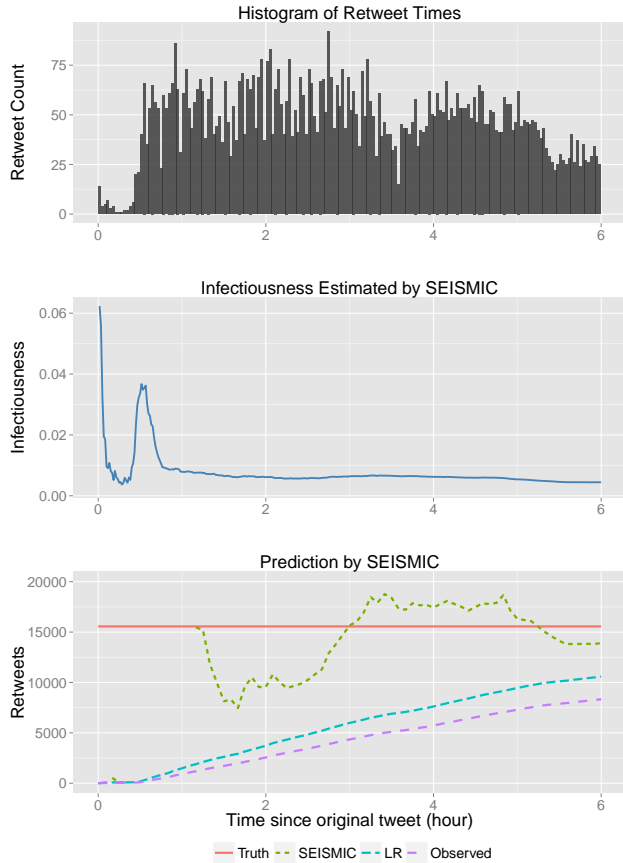 Histogram of Retweet Times
Retweet Count
75
50
25
0
0 2 4 6
Infectiousness Estimated by SEISMIC
Infectiousness
0.06
0.04
0.02
0.00
0 2 4 6
Prediction by SEISMIC
Retweets
20000
15000
10000
5000
0
0 2 4 6
Time since original tweet (hour)
Truth SEISMIC LR Observed